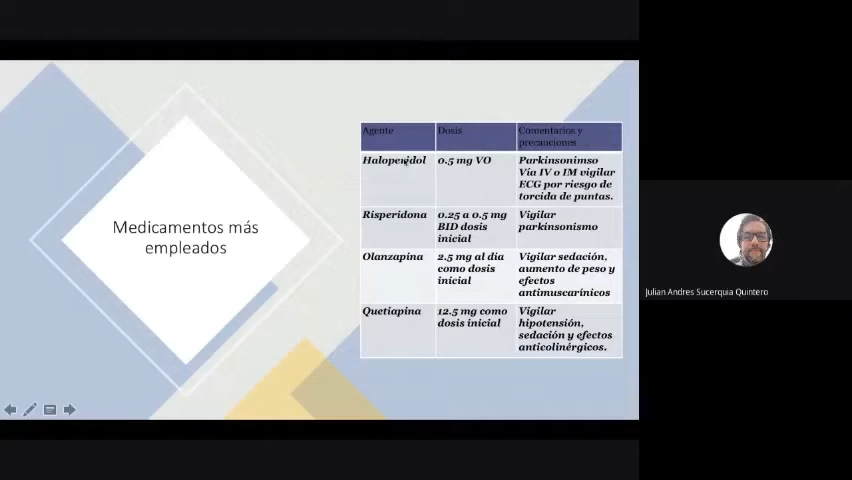 Medicamentos más
empleados
Agente
Dosis
Comentarios y
precauciones
Haloperidol
0.5 mg VO
Parkinsonimso
Vía IV o IM vigilar
ECG por riesgo de
torcida de puntas.
Risperidona
0.25 a 0.5 mg
BID dosis
inicial
Vigilar
parkinsonismo
Olanzapina
2.5 mg al dia
como dosis
inicial
Vigilar sedación,
aumento de peso y
efectos
antimuscarínicos
Quetiapina
12.5 mg como
dosis inicial
Vigilar
hipotensión,
sedación y efectos
anticolinérgicos.
Julian Andres Sucerquia Quintero